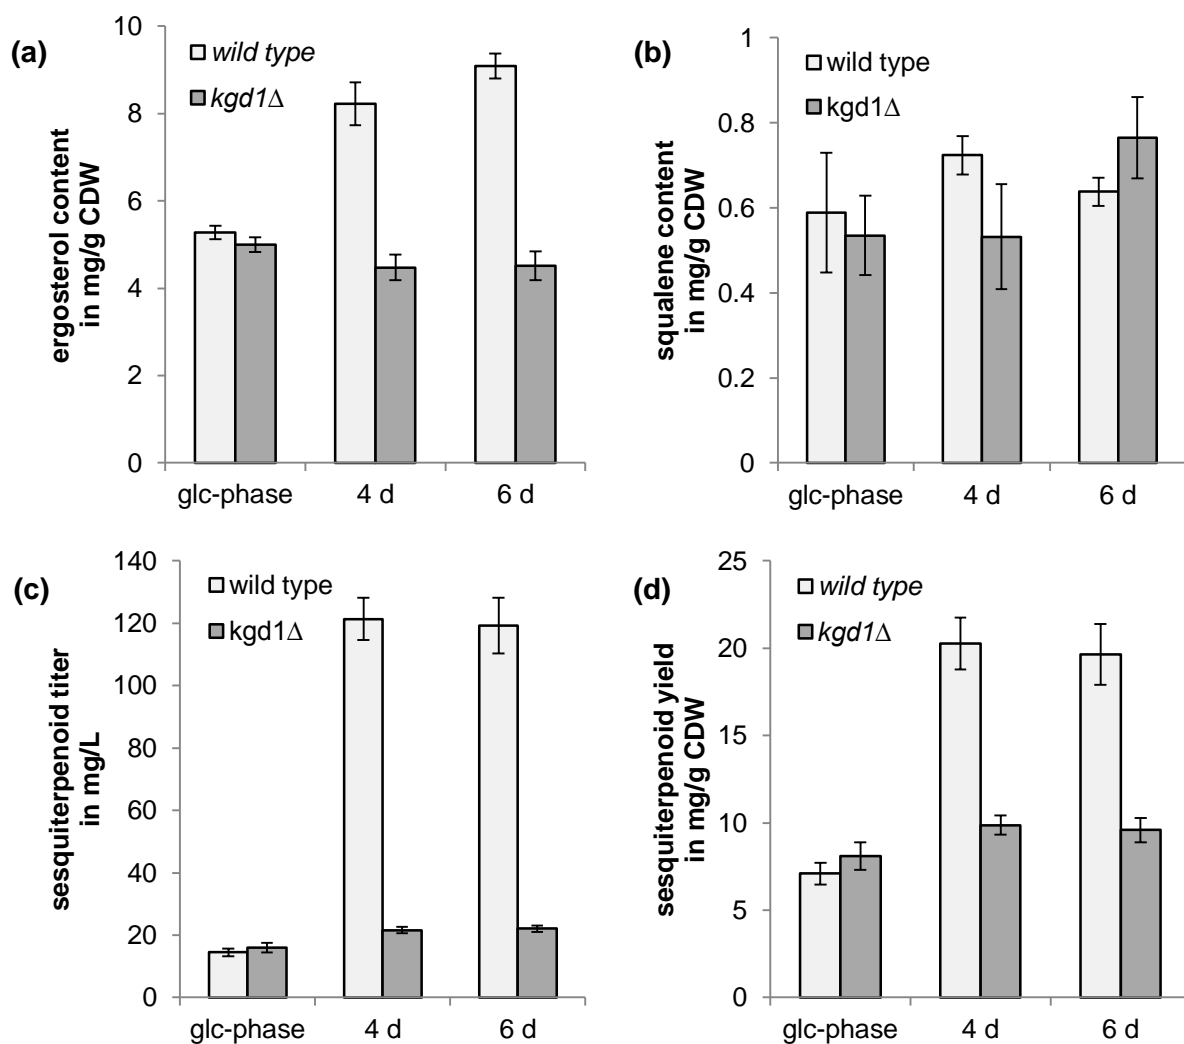 (a)
wild type
kgd1Δ
ergosterol content
in mg/g CDW
10
8
6
4
2
0
glc-phase 4 d 6 d
(b)
wild type
kgd1Δ
squalene content
in mg/g CDW
1
0.8
0.6
0.4
0.2
0
glc-phase 4 d 6 d
(c)
wild type
kgd1Δ
sesquiterpenoid titer
in mg/L
140
120
100
80
60
40
20
0
glc-phase 4 d 6 d
(d)
wild type
kgd1Δ
sesquiterpenoid yield
in mg/g CDW
25
20
15
10
5
0
glc-phase 4 d 6 d